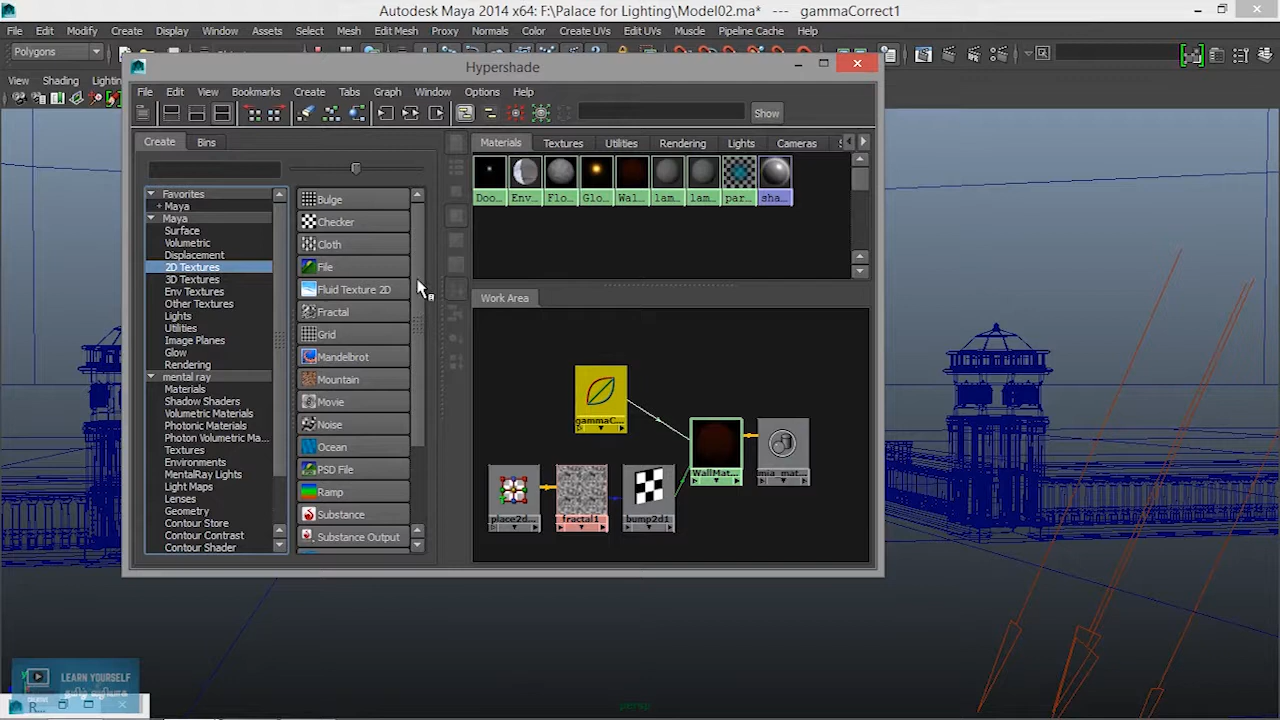 Autodesk Maya 2014 x64: F:\Palace for Lighting\Model02.ma* --- gammaCorrect1
File Edit Modify Create Display Window Assets Select Mesh Edit Mesh Proxy Normals Color Create UVs Edit UVs Muscle Pipeline Cache Help
Polygons
View Shading
Hypershade
File Edit View Bookmarks Create Tabs Graph Window Options Help
Show
Create Bins
Materials Textures Utilities Rendering Lights Cameras
Doo... Env... Flo... Glo... Wal... lam... lam... par... sha...
Favorites
+ Maya
Maya
Surface
Volumetric
Displacement
2D Textures
3D Textures
Env Textures
Other Textures
Lights
Utilities
Image Planes
Glow
Rendering
mental ray
Materials
Shadow Shaders
Volumetric Materials
Photonic Materials
Photon Volumetric Ma...
Textures
Environments
MentalRay Lights
Light Maps
Lenses
Geometry
Contour Store
Contour Contrast
Contour Shader
Bulge
Checker
Cloth
File
Fluid Texture 2D
Fractal
Grid
Mandelbrot
Mountain
Movie
Noise
Ocean
PSD File
Ramp
Substance
Substance Output
Work Area
gammaC...
WallMat...
mia_mat...
place2d... fractal1 bump2d1
LEARN YOURSELF
R...